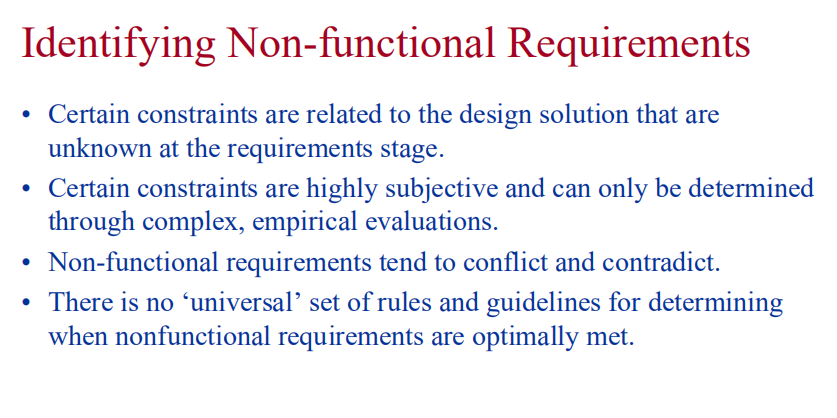 Identifying Non-functional Requirements
• Certain constraints are related to the design solution that are
unknown at the requirements stage.
• Certain constraints are highly subjective and can only be determined
through complex, empirical evaluations.
• Non-functional requirements tend to conflict and contradict.
• There is no ‘universal’ set of rules and guidelines for determining
when nonfunctional requirements are optimally met.